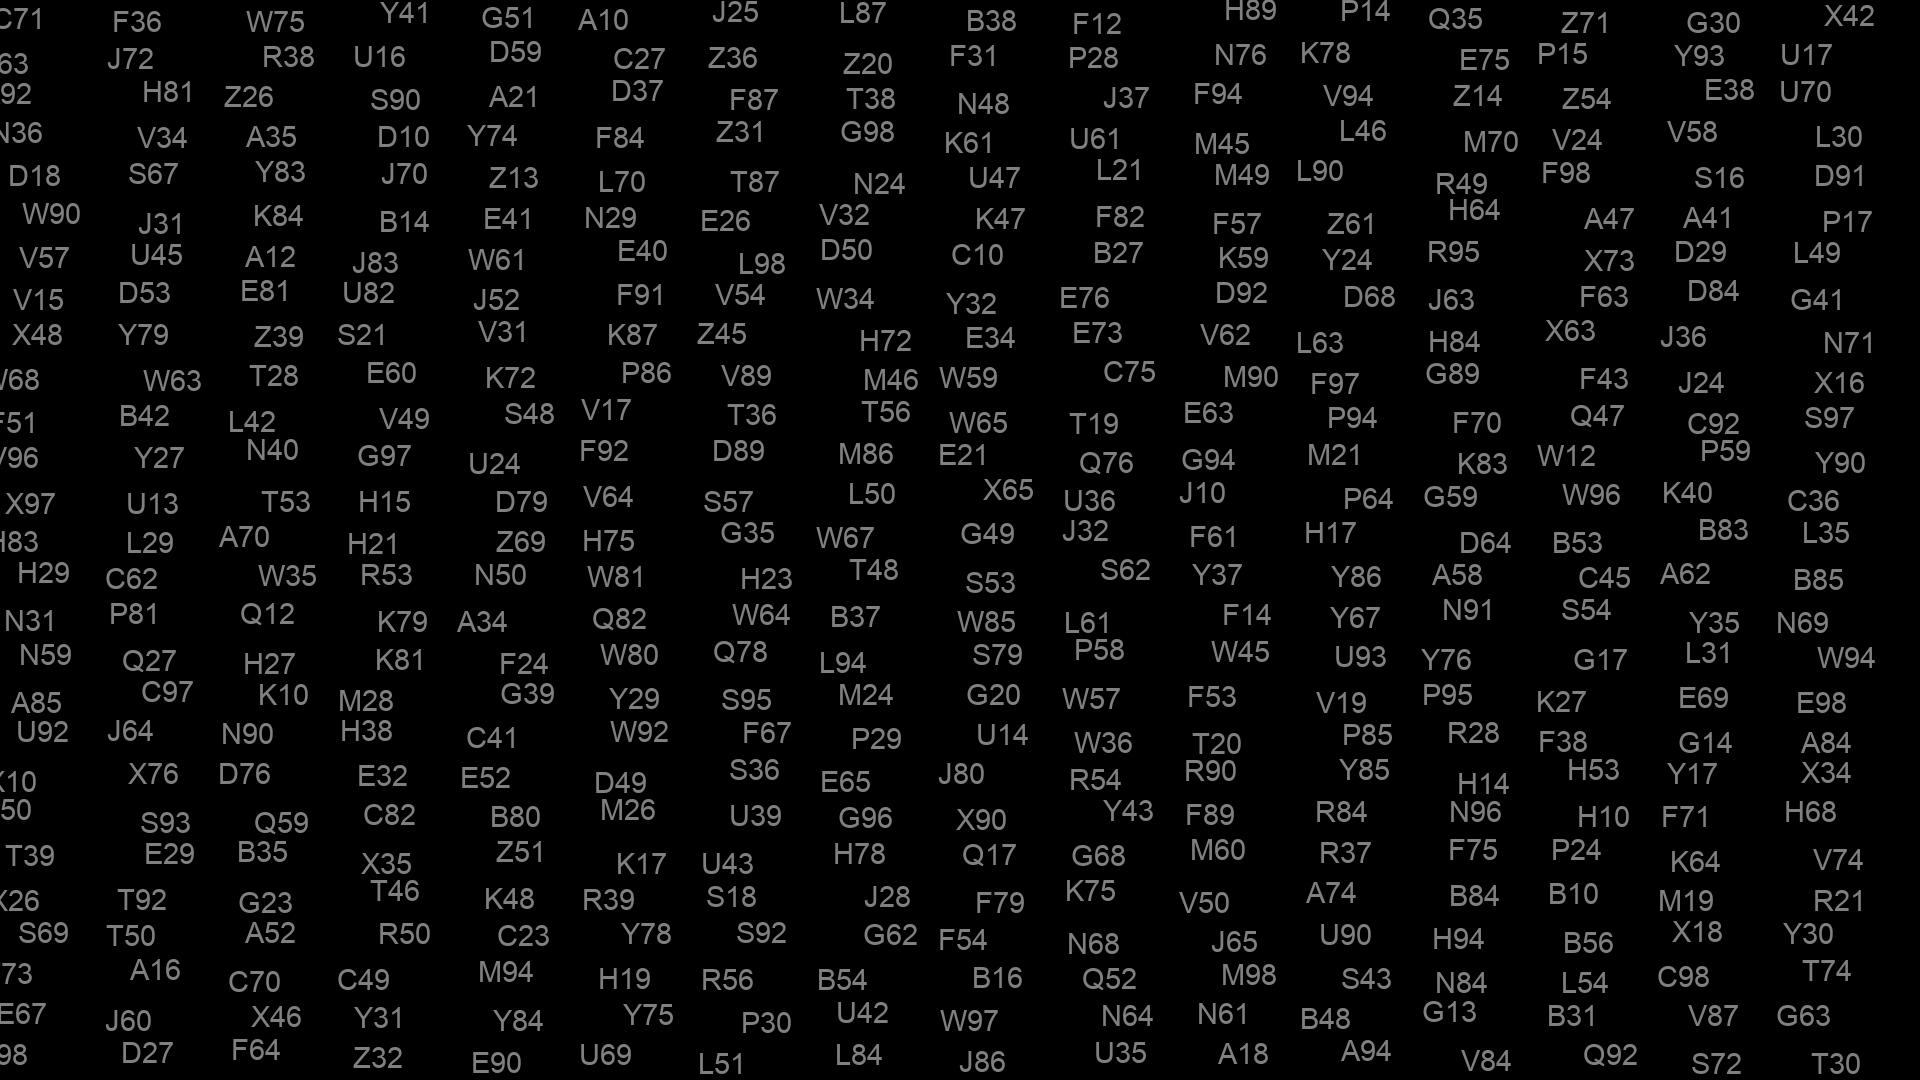 C71 F36 W75 Y41 G51 A10 J25 L87 B38 F12 H89 P14 Q35 Z71 G30 X42
63 J72 R38 U16 D59 C27 Z36 Z20 F31 P28 N76 K78 E75 P15 Y93 U17
92 H81 Z26 S90 A21 D37 F87 T38 N48 J37 F94 V94 Z14 Z54 E38 U70
N36 V34 A35 D10 Y74 F84 Z31 G98 K61 U61 M45 L46 M70 V24 V58 L30
D18 S67 Y83 J70 Z13 L70 T87 N24 U47 L21 M49 L90 R49 F98 S16 D91
W90 J31 K84 B14 E41 N29 E26 V32 K47 F82 F57 Z61 H64 A47 A41 P17
V57 U45 A12 J83 W61 E40 L98 D50 C10 B27 K59 Y24 R95 X73 D29 L49
V15 D53 E81 U82 J52 F91 V54 W34 Y32 E76 D92 D68 J63 F63 D84 G41
X48 Y79 Z39 S21 V31 K87 Z45 H72 E34 E73 V62 L63 H84 X63 J36 N71
W68 W63 T28 E60 K72 P86 V89 M46 W59 C75 M90 F97 G89 F43 J24 X16
F51 B42 L42 V49 S48 V17 T36 T56 W65 T19 E63 P94 F70 Q47 C92 S97
V96 Y27 N40 G97 U24 F92 D89 M86 E21 Q76 G94 M21 K83 W12 P59 Y90
X97 U13 T53 H15 D79 V64 S57 L50 X65 U36 J10 P64 G59 W96 K40 C36
H83 L29 A70 H21 Z69 H75 G35 W67 G49 J32 F61 H17 D64 B53 B83 L35
H29 C62 W35 R53 N50 W81 H23 T48 S53 S62 Y37 Y86 A58 C45 A62 B85
N31 P81 Q12 K79 A34 Q82 W64 B37 W85 L61 F14 Y67 N91 S54 Y35 N69
N59 Q27 H27 K81 F24 W80 Q78 L94 S79 P58 W45 U93 Y76 G17 L31 W94
A85 C97 K10 M28 G39 Y29 S95 M24 G20 W57 F53 V19 P95 K27 E69 E98
U92 J64 N90 H38 C41 W92 F67 P29 U14 W36 T20 P85 R28 F38 G14 A84
X10 X76 D76 E32 E52 D49 S36 E65 J80 R54 R90 Y85 H14 H53 Y17 X34
50 S93 Q59 C82 B80 M26 U39 G96 X90 Y43 F89 R84 N96 H10 F71 H68
T39 E29 B35 X35 Z51 K17 U43 H78 Q17 G68 M60 R37 F75 P24 K64 V74
X26 T92 G23 T46 K48 R39 S18 J28 F79 K75 V50 A74 B84 B10 M19 R21
S69 T50 A52 R50 C23 Y78 S92 G62 F54 N68 J65 U90 H94 B56 X18 Y30
73 A16 C70 C49 M94 H19 R56 B54 B16 Q52 M98 S43 N84 L54 C98 T74
E67 J60 X46 Y31 Y84 Y75 P30 U42 W97 N64 N61 B48 G13 B31 V87 G63
98 D27 F64 Z32 E90 U69 L51 L84 J86 U35 A18 A94 V84 Q92 S72 T30